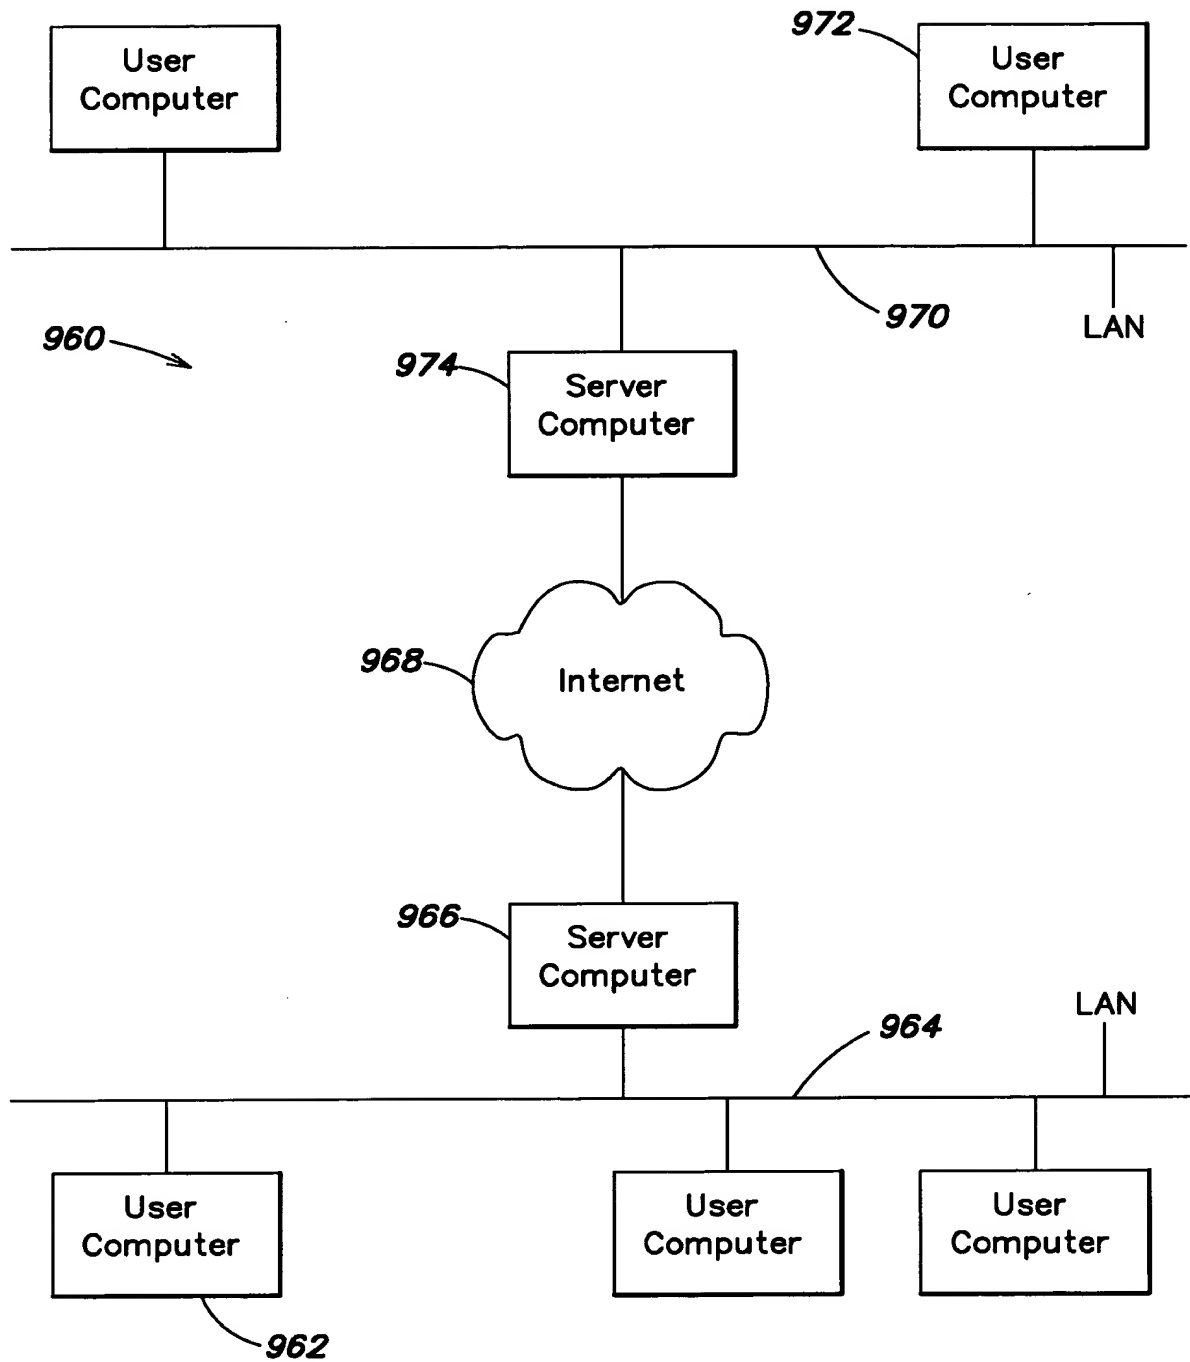 972
User
Computer
User
Computer
970
LAN
960
974
Server
Computer
968
Internet
966
Server
Computer
964
LAN
User
Computer
User
Computer
User
Computer
962